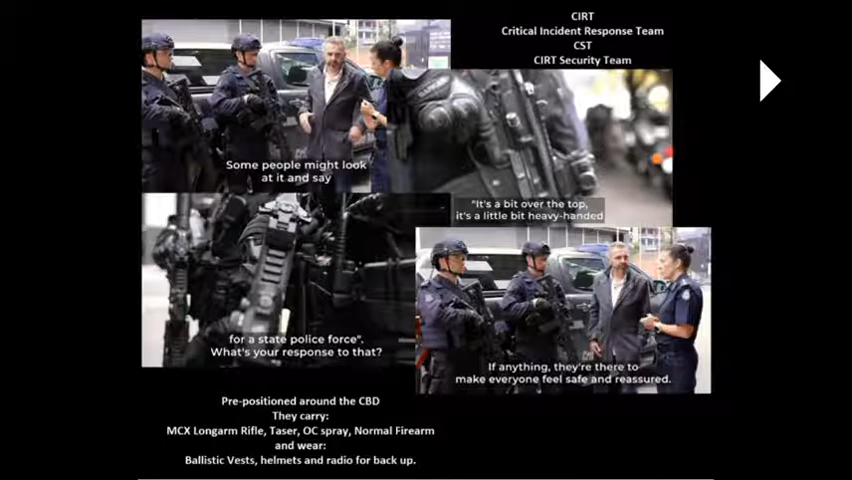 CIRT
Critical Incident Response Team
CST
CIRT Security Team
Some people might look
at it and say
"It's a bit over the top,
it's a little bit heavy-handed
for a state police force".
What's your response to that?
If anything, they're there to
make everyone feel safe and reassured.
Pre-positioned around the CBD
They carry:
MCX Longarm Rifle, Taser, OC spray, Normal Firearm
and wear:
Ballistic Vests, helmets and radio for back up.